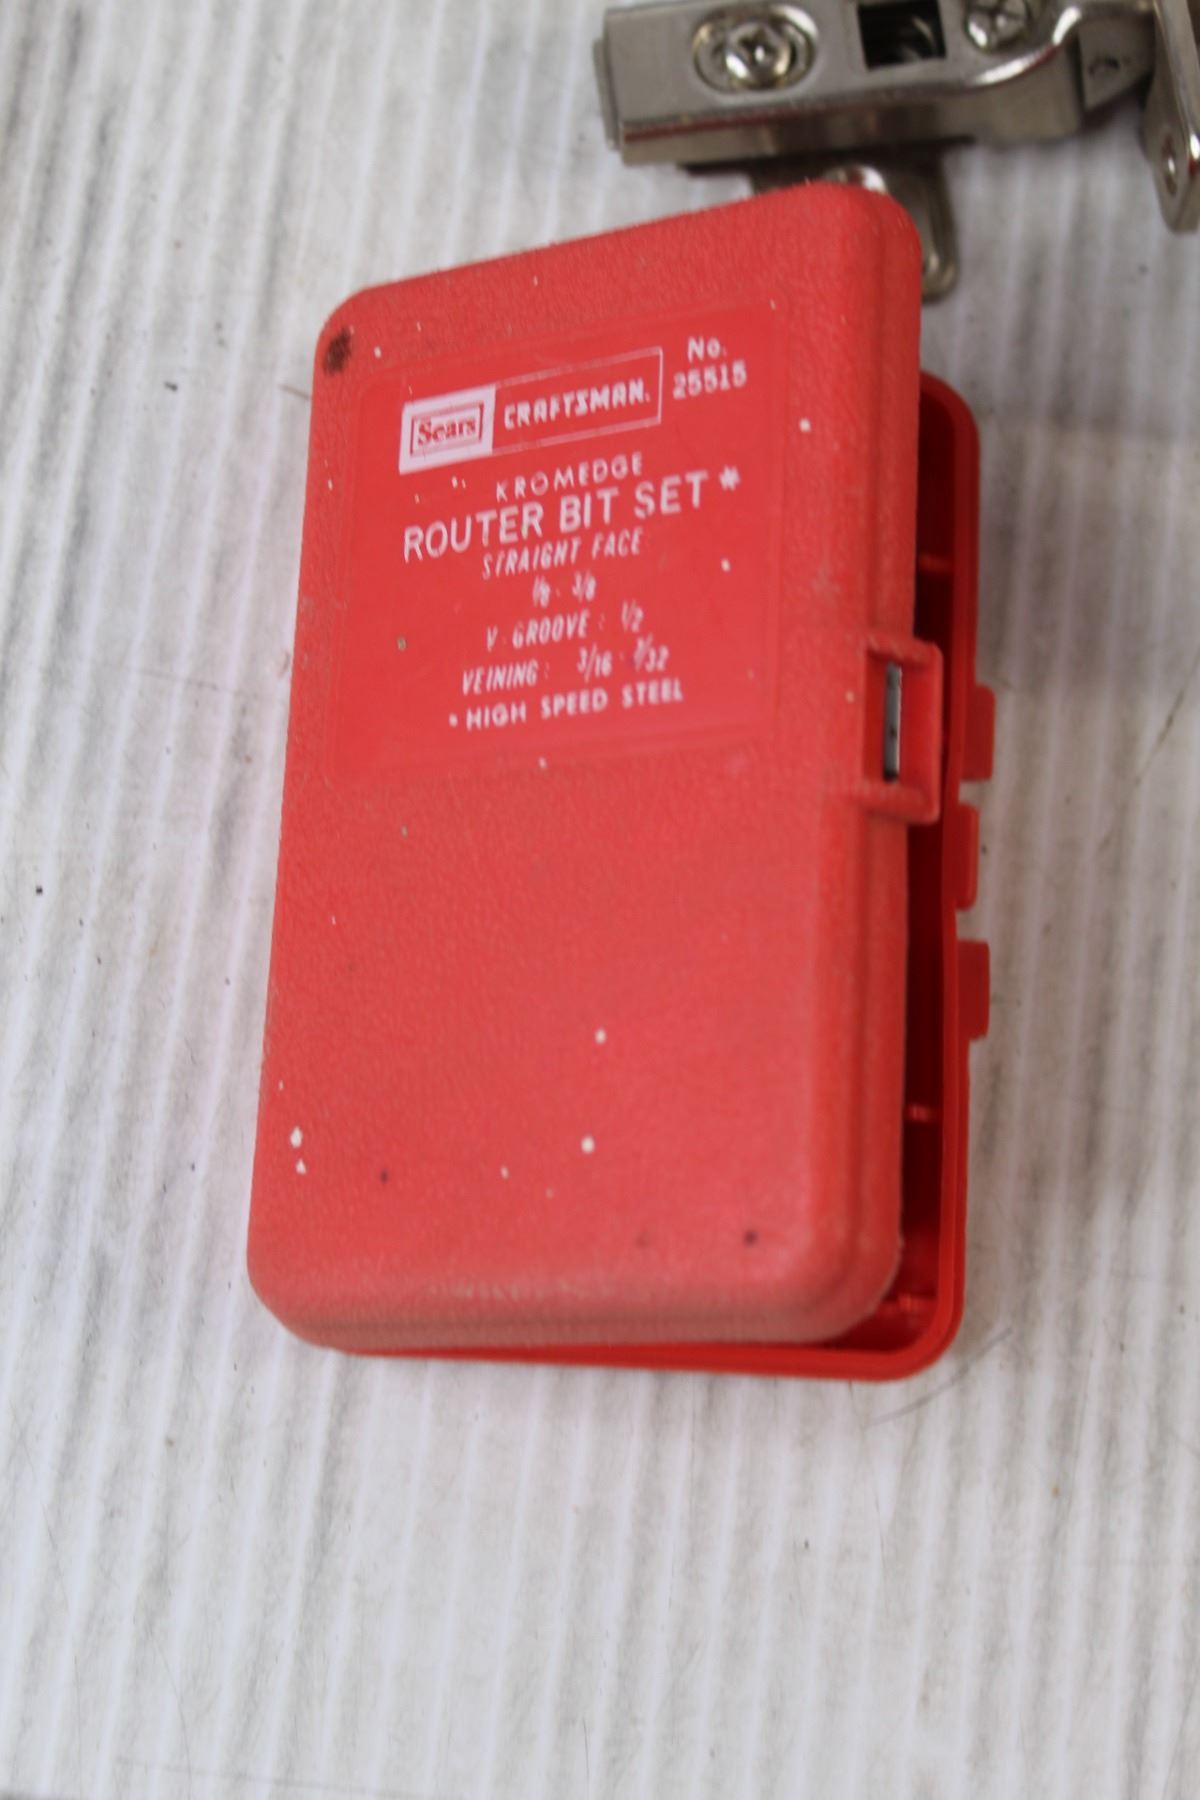 Sears CRAFTSMAN.
No. 25515
KROMEDGE
ROUTER BIT SET *
STRAIGHT FACE
1/8 - 3/8
V. GROOVE : 1/2
VEINING : 3/16
* HIGH SPEED STEEL